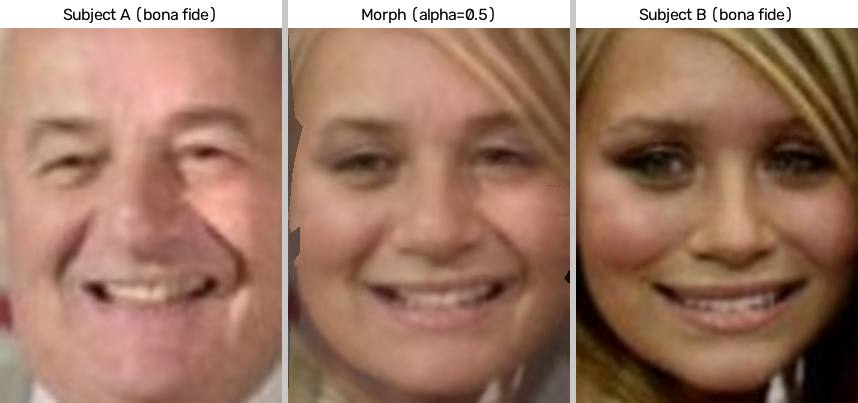 Subject A (bona fide)
Morph (alpha=0.5)
Subject B (bona fide)